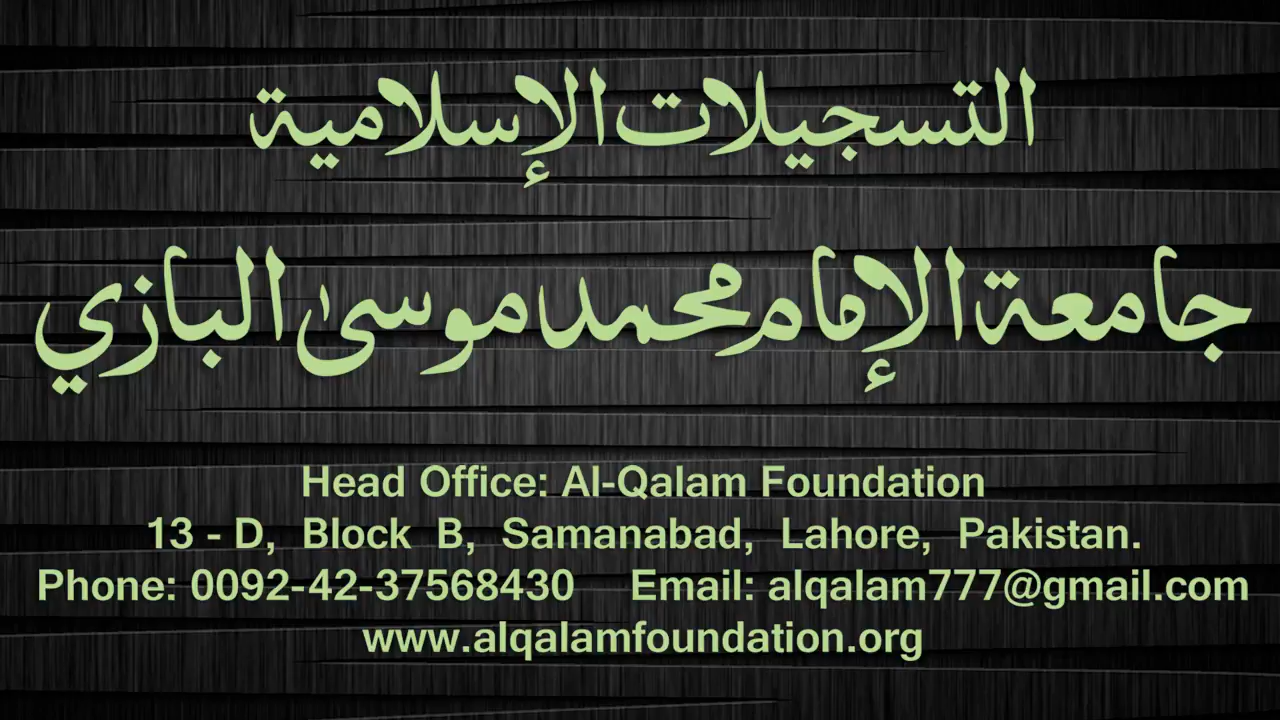 التسجيلات الإسلامية
جامعة الإمام محمد موسىٰ البازي
Head Office: Al-Qalam Foundation
13 - D, Block B, Samanabad, Lahore, Pakistan.
Phone: 0092-42-37568430 Email: alqalam777@gmail.com
www.alqalamfoundation.org